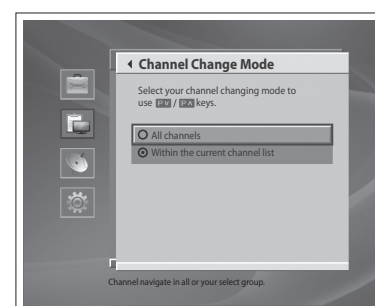 Channel Change Mode
Select your channel changing mode to
use P∨ / P∧ keys.
All channels
Within the current channel list
Channel navigate in all or your select group.